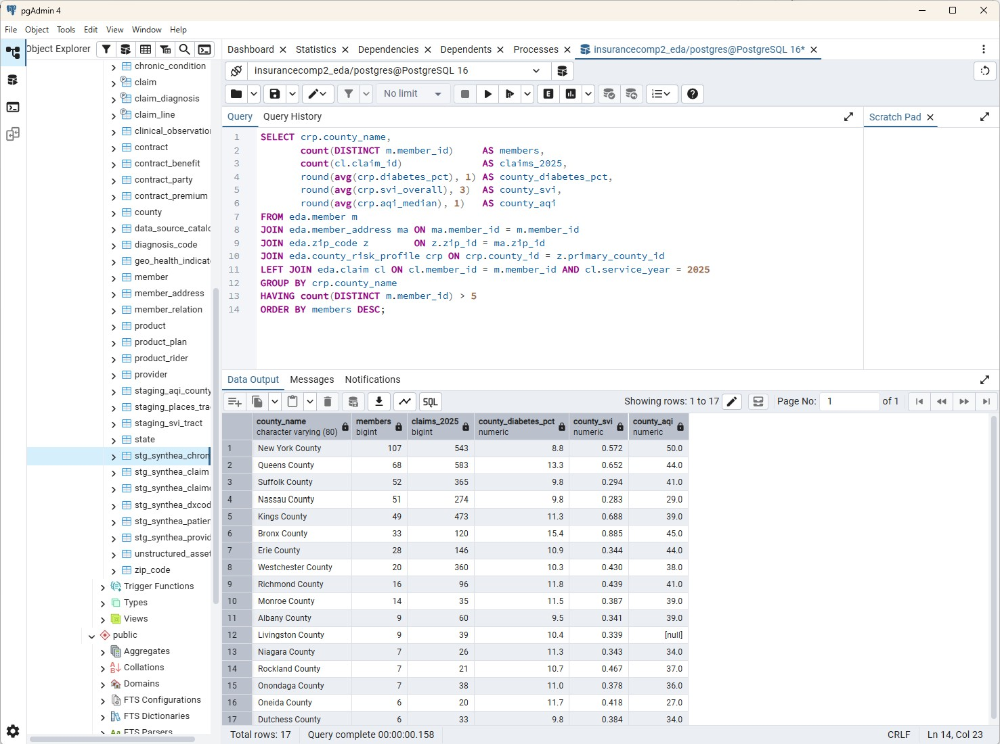 pgAdmin 4
File Object Tools Edit View Window Help
Object Explorer
Dashboard Statistics Dependencies Dependents Processes insurancecomp2_eda/postgres@PostgreSQL 16*
insurancecomp2_eda/postgres@PostgreSQL 16
No limit
E
Query Query History
Scratch Pad
chronic_condition
claim
claim_diagnosis
claim_line
clinical_observatio
contract
contract_benefit
contract_party
contract_premium
county
data_source_catalo
diagnosis_code
geo_health_indicat
member
member_address
member_relation
product
product_plan
product_rider
provider
staging_aqi_county
staging_places_tra
staging_svi_tract
state
stg_synthea_chron
stg_synthea_claim
stg_synthea_claim
stg_synthea_dxcod
stg_synthea_patien
stg_synthea_provid
unstructured_asset
zip_code
Trigger Functions
Types
Views
public
Aggregates
Collations
Domains
FTS Configurations
FTS Dictionaries
FTS Parsers
1 SELECT crp.county_name,
2 count(DISTINCT m.member_id) AS members,
3 count(cl.claim_id) AS claims_2025,
4 round(avg(crp.diabetes_pct), 1) AS county_diabetes_pct,
5 round(avg(crp.svi_overall), 3) AS county_svi,
6 round(avg(crp.aqi_median), 1) AS county_aqi
7 FROM eda.member m
8 JOIN eda.member_address ma ON ma.member_id = m.member_id
9 JOIN eda.zip_code z ON z.zip_id = ma.zip_id
10 JOIN eda.county_risk_profile crp ON crp.county_id = z.primary_county_id
11 LEFT JOIN eda.claim cl ON cl.member_id = m.member_id AND cl.service_year = 2025
12 GROUP BY crp.county_name
13 HAVING count(DISTINCT m.member_id) > 5
14 ORDER BY members DESC;
Data Output Messages Notifications
SQL
Showing rows: 1 to 17 Page No: 1 of 1
county_name members claims_2025 county_diabetes_pct county_svi county_aqi
character varying (80) bigint bigint numeric numeric numeric
1 New York County 107 543 8.8 0.572 50.0
2 Queens County 68 583 13.3 0.652 44.0
3 Suffolk County 52 365 9.8 0.294 41.0
4 Nassau County 51 274 9.8 0.283 29.0
5 Kings County 49 473 11.3 0.688 39.0
6 Bronx County 33 120 15.4 0.885 45.0
7 Erie County 28 146 10.9 0.344 44.0
8 Westchester County 20 360 10.3 0.430 38.0
9 Richmond County 16 96 11.8 0.439 41.0
10 Monroe County 14 35 11.5 0.387 39.0
11 Albany County 9 60 9.5 0.341 39.0
12 Livingston County 9 39 10.4 0.339 [null]
13 Niagara County 7 26 11.3 0.343 34.0
14 Rockland County 7 21 10.7 0.467 37.0
15 Onondaga County 7 38 11.0 0.378 36.0
16 Oneida County 6 20 11.7 0.418 27.0
17 Dutchess County 6 33 9.8 0.384 34.0
Total rows: 17 Query complete 00:00:00.158 CRLF Ln 14, Col 23